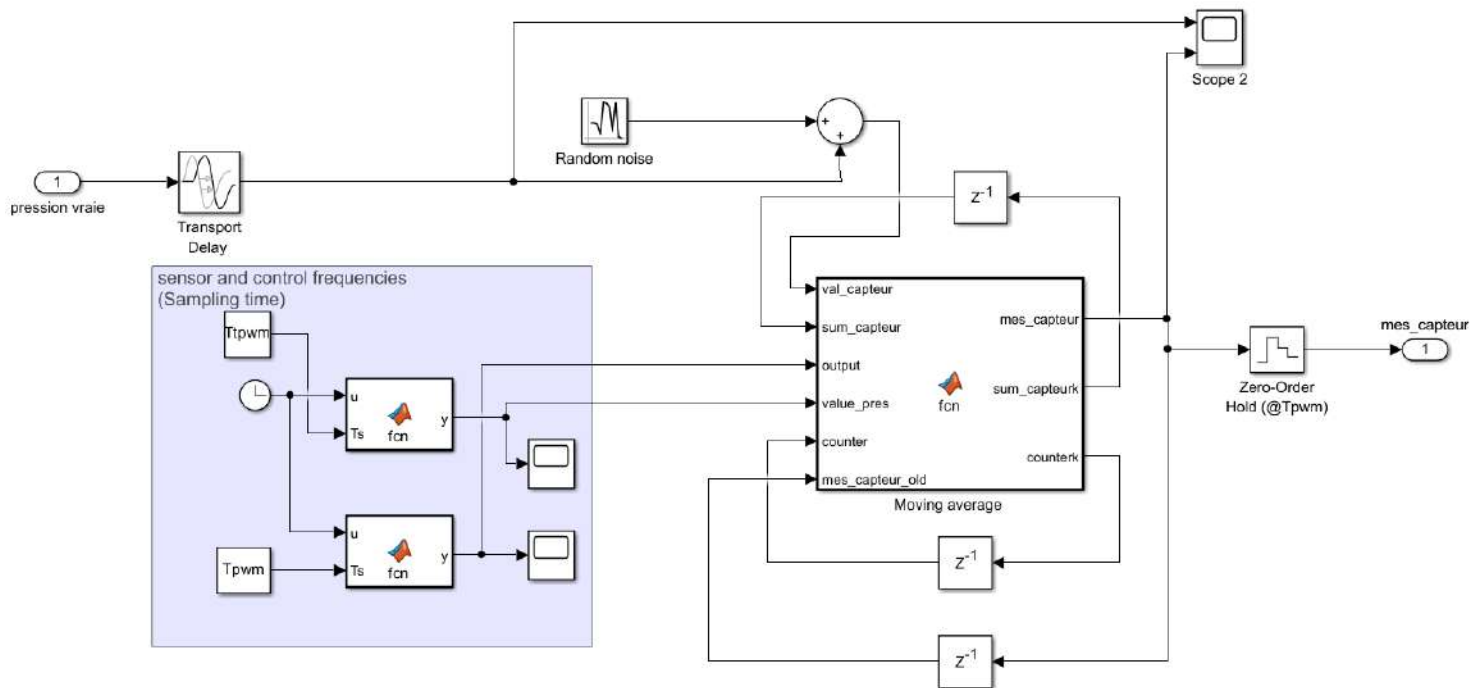 Scope 2
Random noise
+
+
1
pression vraie
Transport
Delay
z-1
sensor and control frequencies
(Sampling time)
Ttpwm
u
Ts
fcn
y
u
Ts
fcn
y
Tpwm
val_capteur
sum_capteur
output
value_pres
counter
mes_capteur_old
fcn
mes_capteur
sum_capteurk
counterk
Moving average
mes_capteur
1
Zero-Order
Hold (@Tpwm)
z-1
z-1